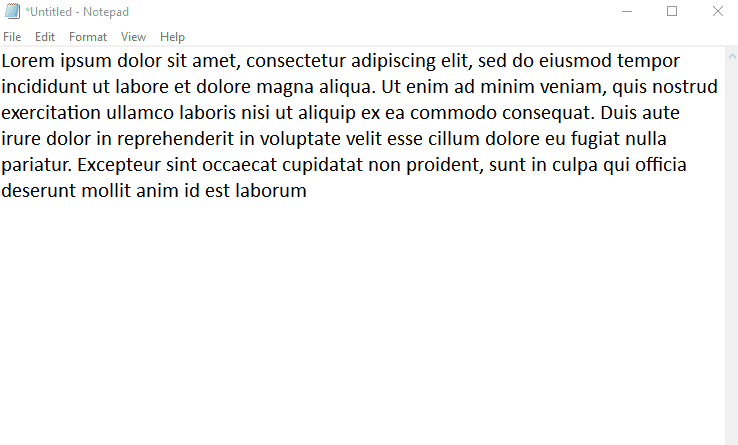 *Untitled - Notepad
File Edit Format View Help
Lorem ipsum dolor sit amet, consectetur adipiscing elit, sed do eiusmod tempor
incididunt ut labore et dolore magna aliqua. Ut enim ad minim veniam, quis nostrud
exercitation ullamco laboris nisi ut aliquip ex ea commodo consequat. Duis aute
irure dolor in reprehenderit in voluptate velit esse cillum dolore eu fugiat nulla
pariatur. Excepteur sint occaecat cupidatat non proident, sunt in culpa qui officia
deserunt mollit anim id est laborum